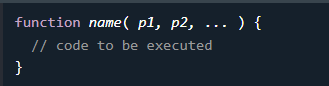 function name( p1, p2, ... ) {
// code to be executed
}